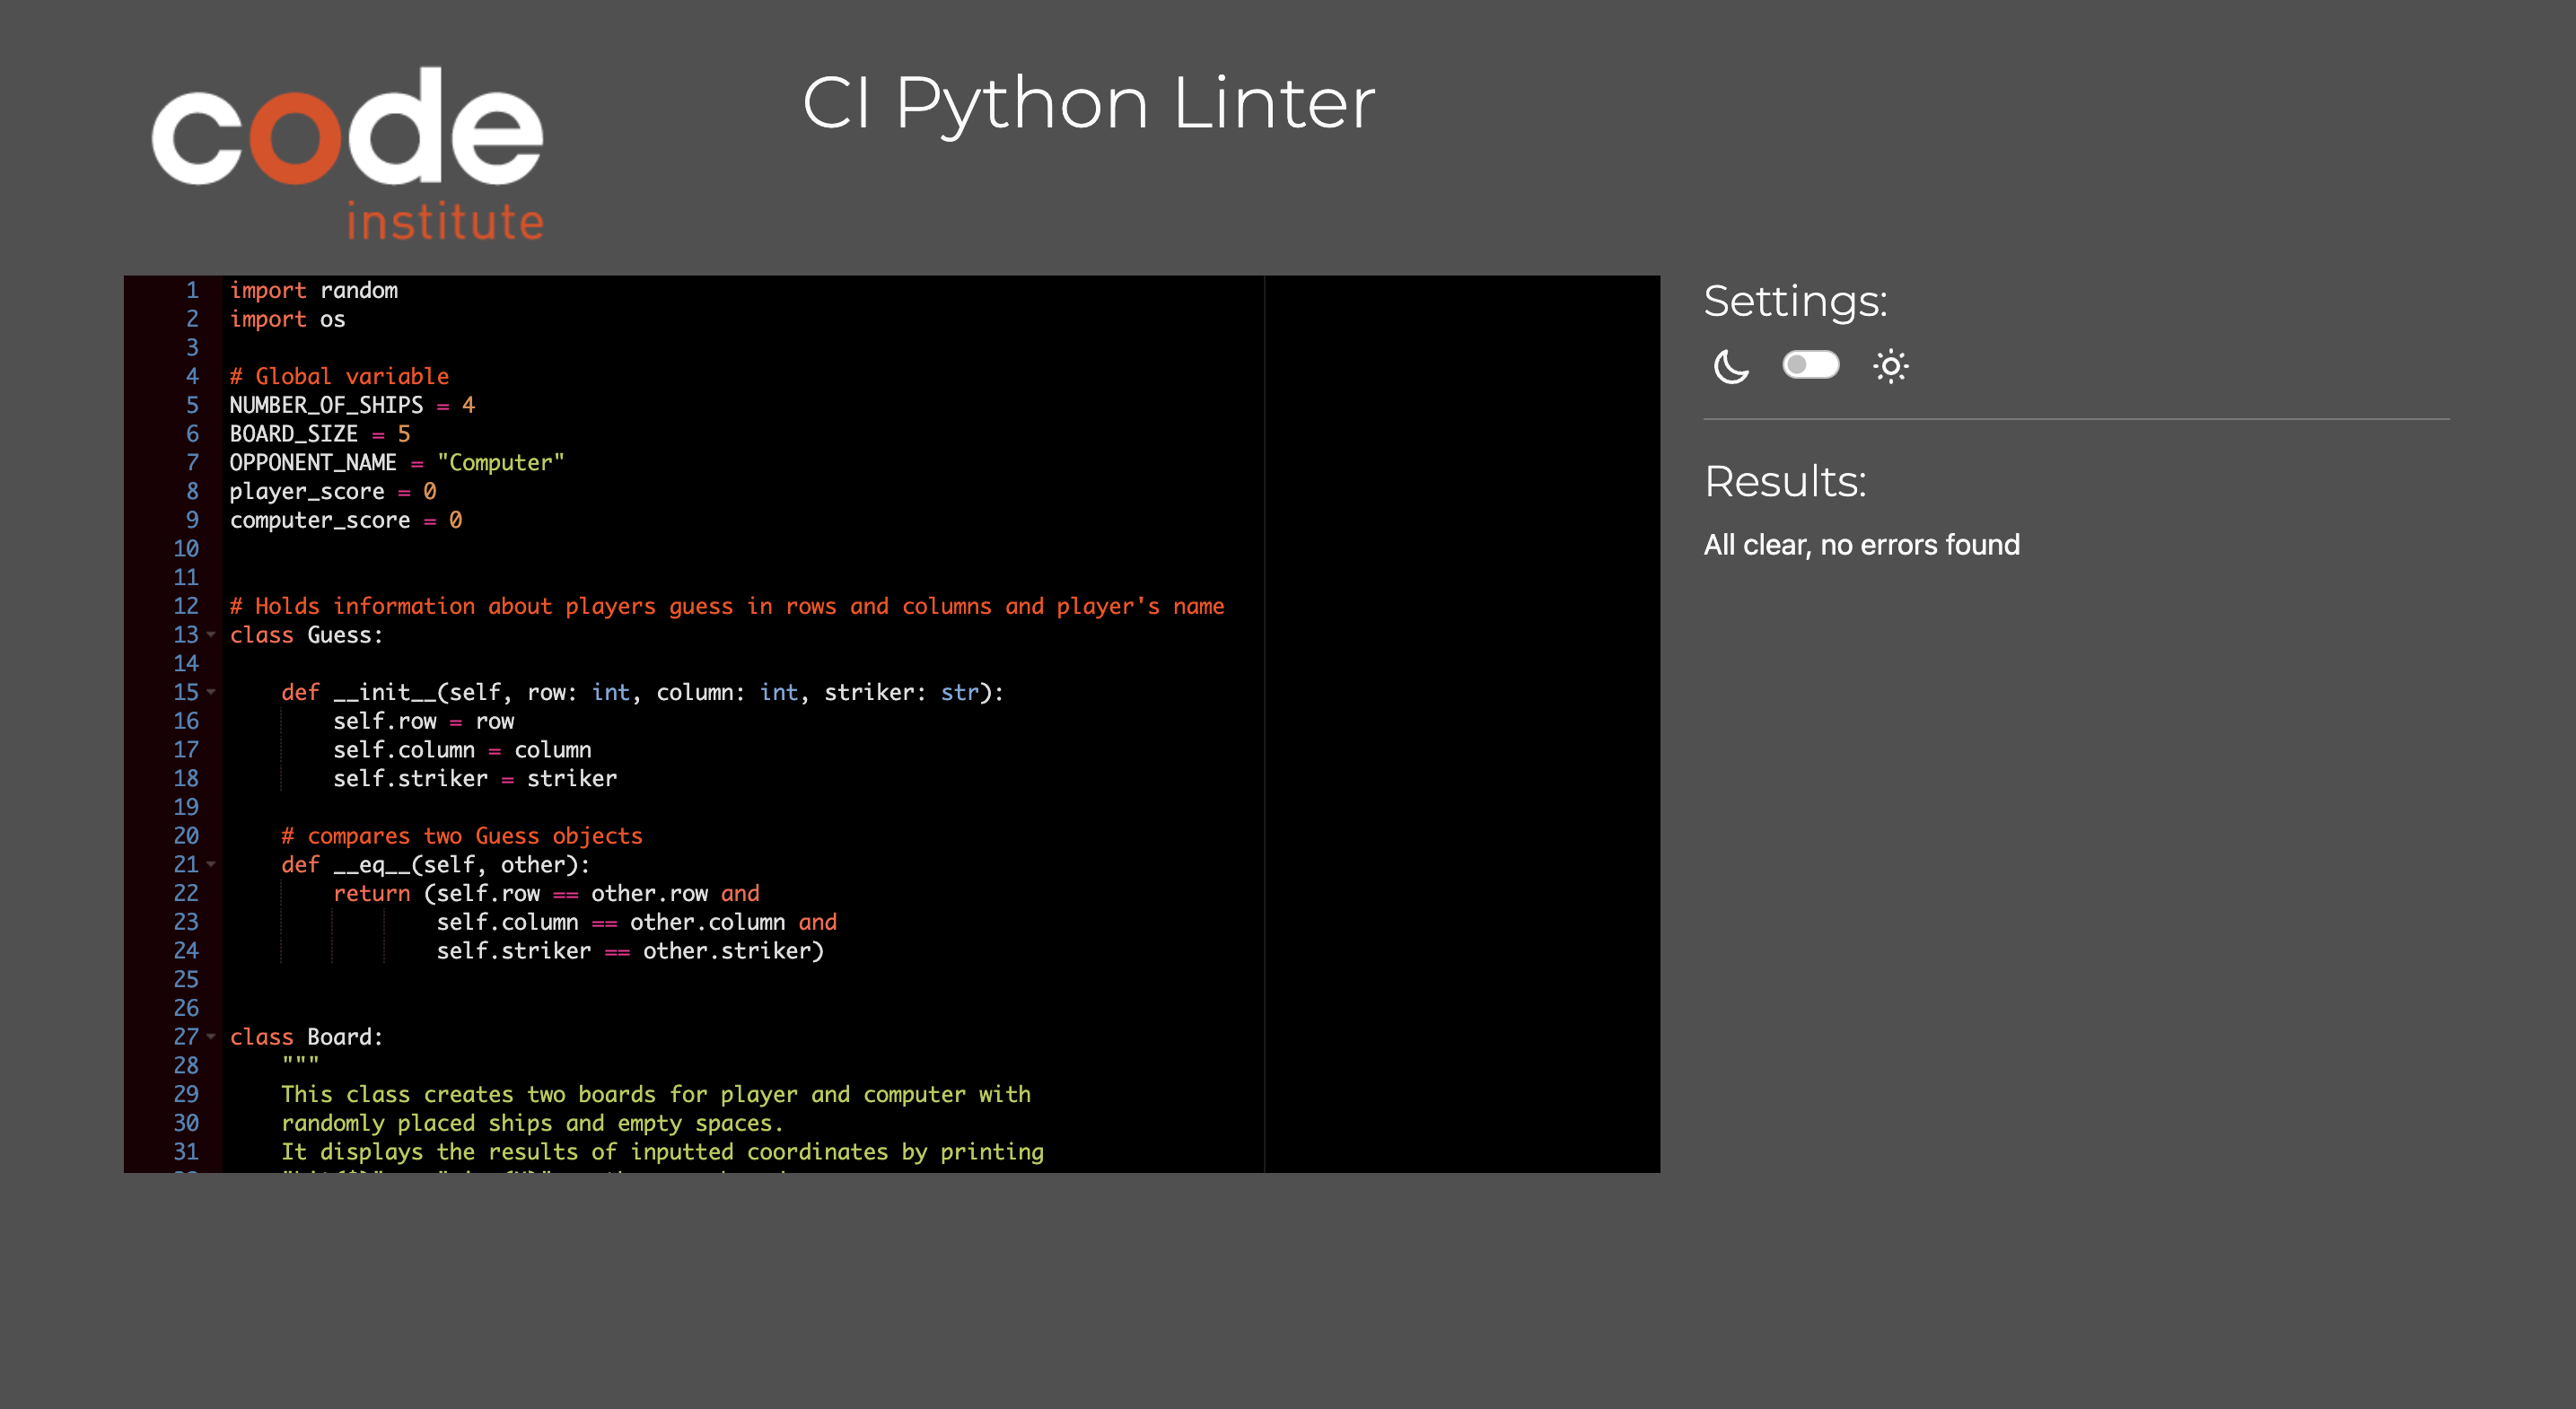 code
institute
CI Python Linter
1 import random
2 import os
3
4 # Global variable
5 NUMBER_OF_SHIPS = 4
6 BOARD_SIZE = 5
7 OPPONENT_NAME = "Computer"
8 player_score = 0
9 computer_score = 0
10
11
12 # Holds information about players guess in rows and columns and player's name
13 class Guess:
14
15     def __init__(self, row: int, column: int, striker: str):
16         self.row = row
17         self.column = column
18         self.striker = striker
19
20     # compares two Guess objects
21     def __eq__(self, other):
22         return (self.row == other.row and
23                 self.column == other.column and
24                 self.striker == other.striker)
25
26
27 class Board:
28     """
29     This class creates two boards for player and computer with
30     randomly placed ships and empty spaces.
31     It displays the results of inputted coordinates by printing
Settings:
Results:
All clear, no errors found